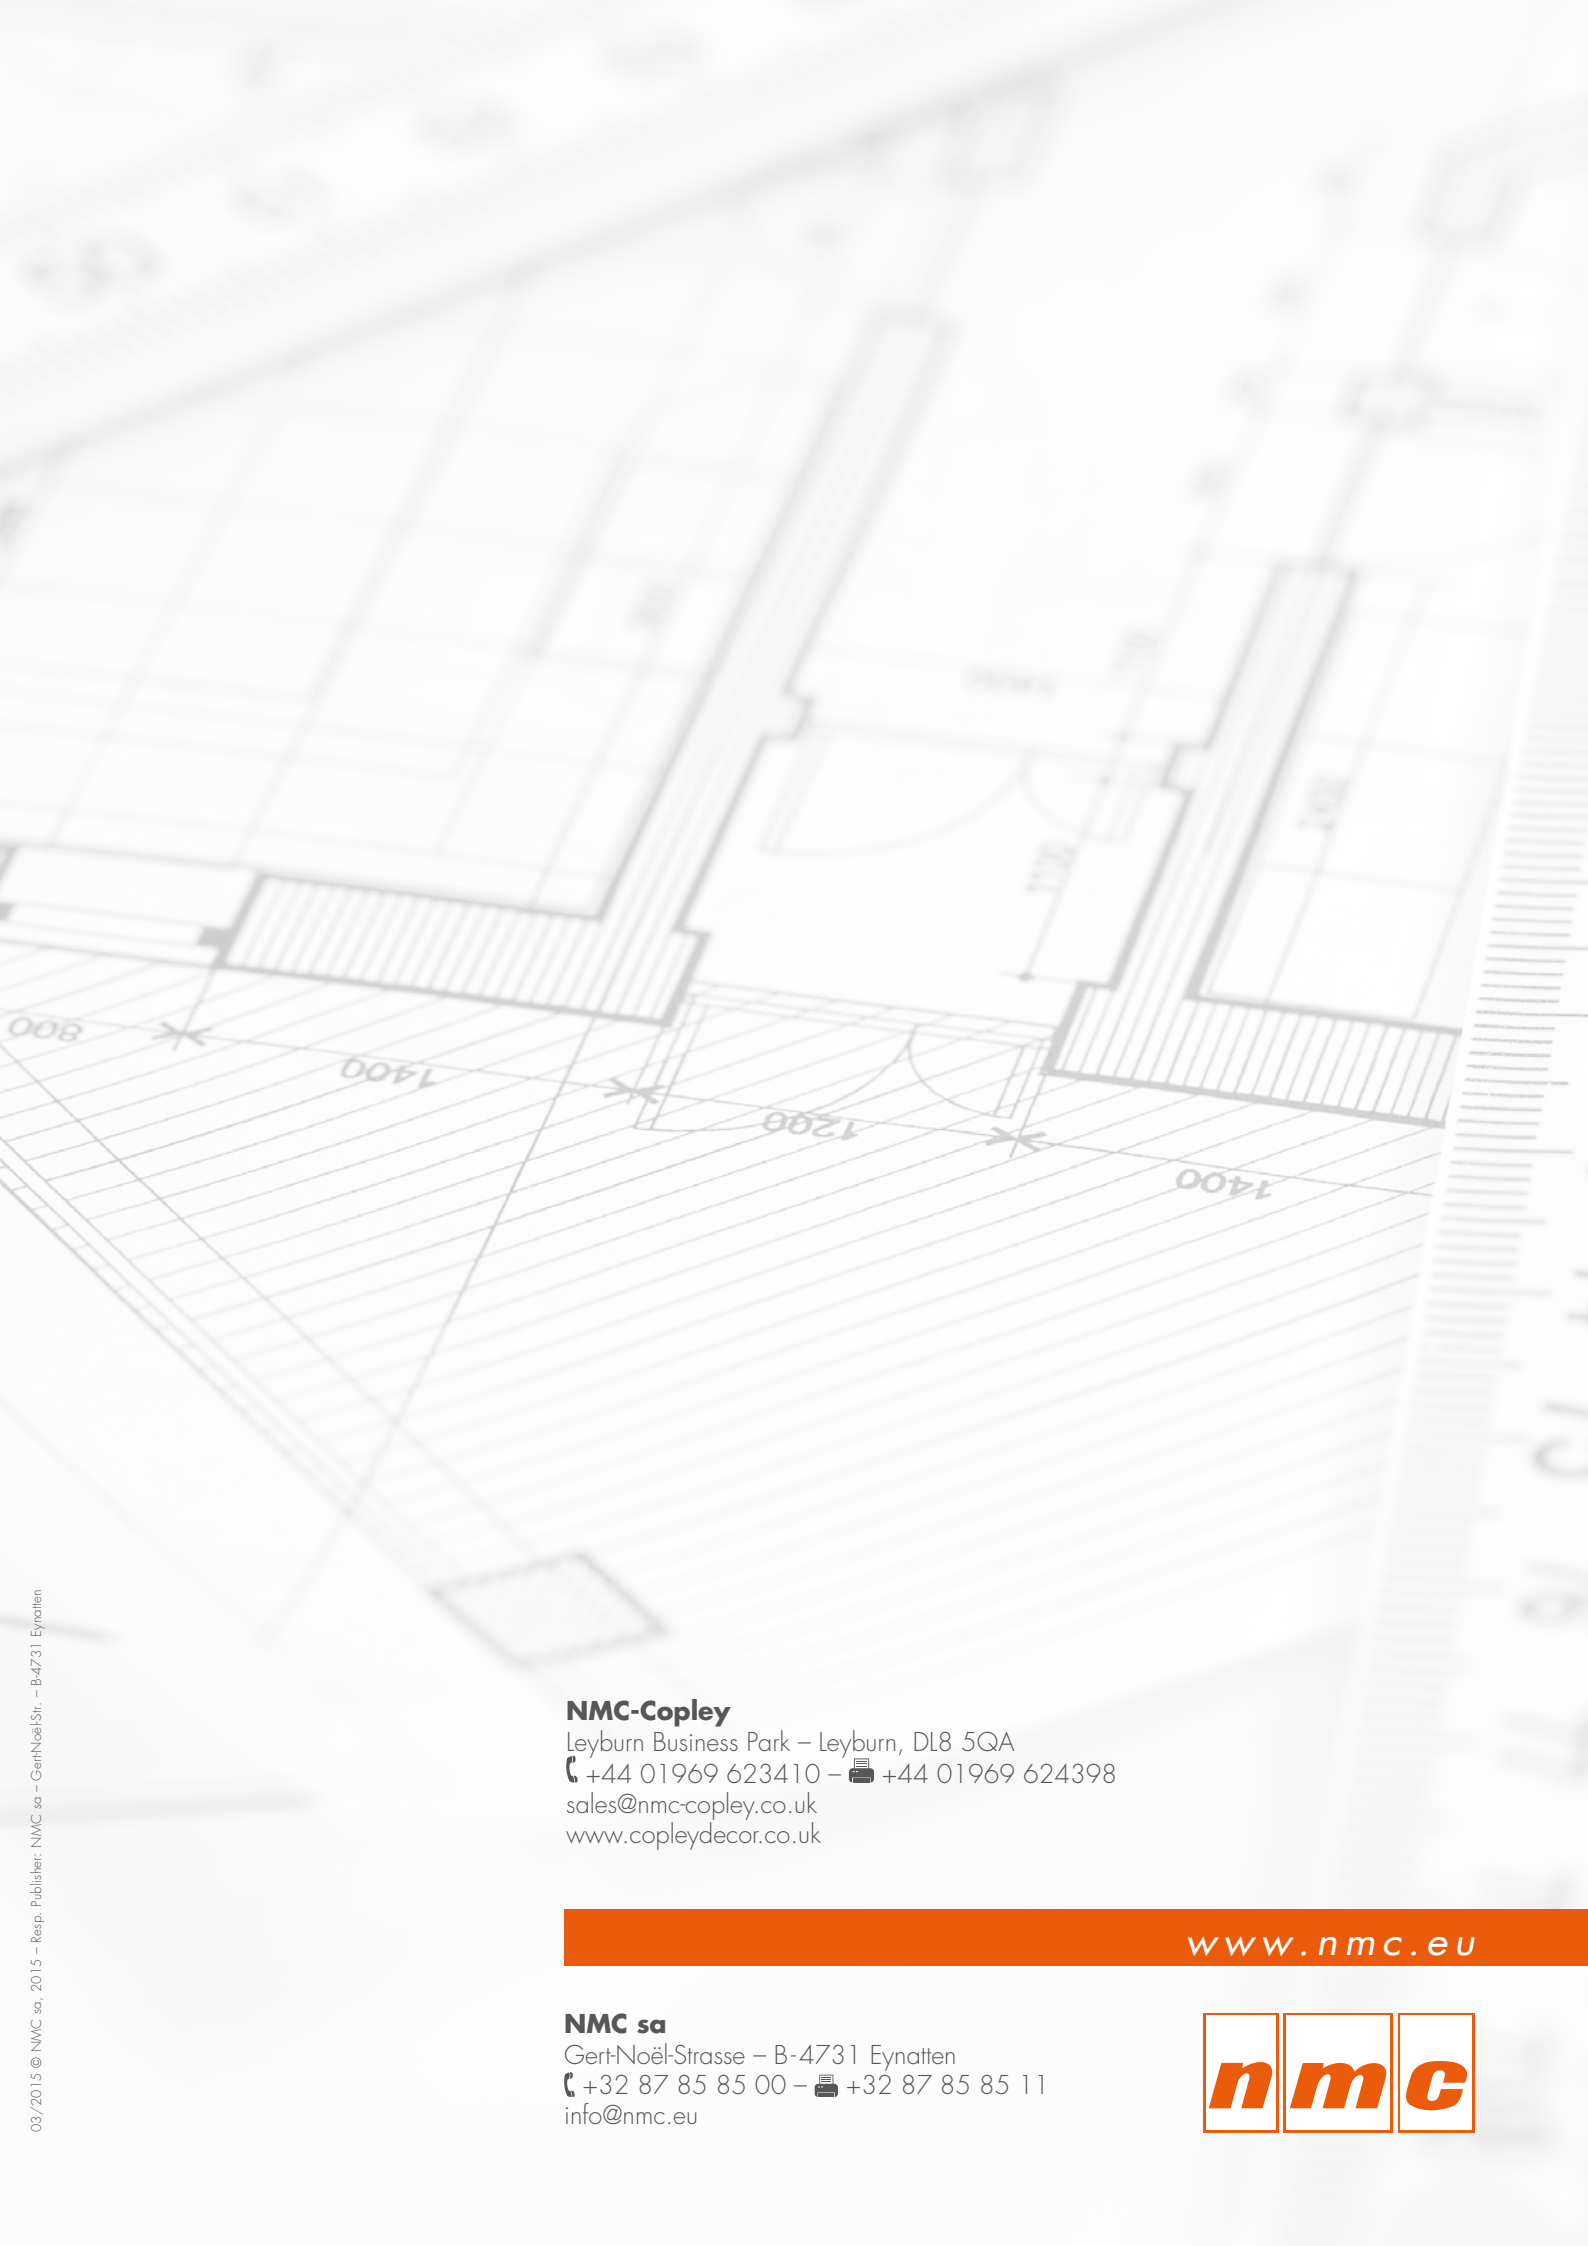 800
1400
1200
1400
1100
NMC-Copley
Leyburn Business Park – Leyburn, DL8 5QA
+44 01969 623410 – +44 01969 624398
sales@nmc-copley.co.uk
www.copleydecor.co.uk
www.nmc.eu
NMC sa
Gert-Noël-Strasse – B-4731 Eynatten
+32 87 85 85 00 – +32 87 85 85 11
info@nmc.eu
nmc
03/2015 © NMC sa, 2015 – Resp. Publisher: NMC sa – Gert-Noël-Str. – B-4731 Eynatten